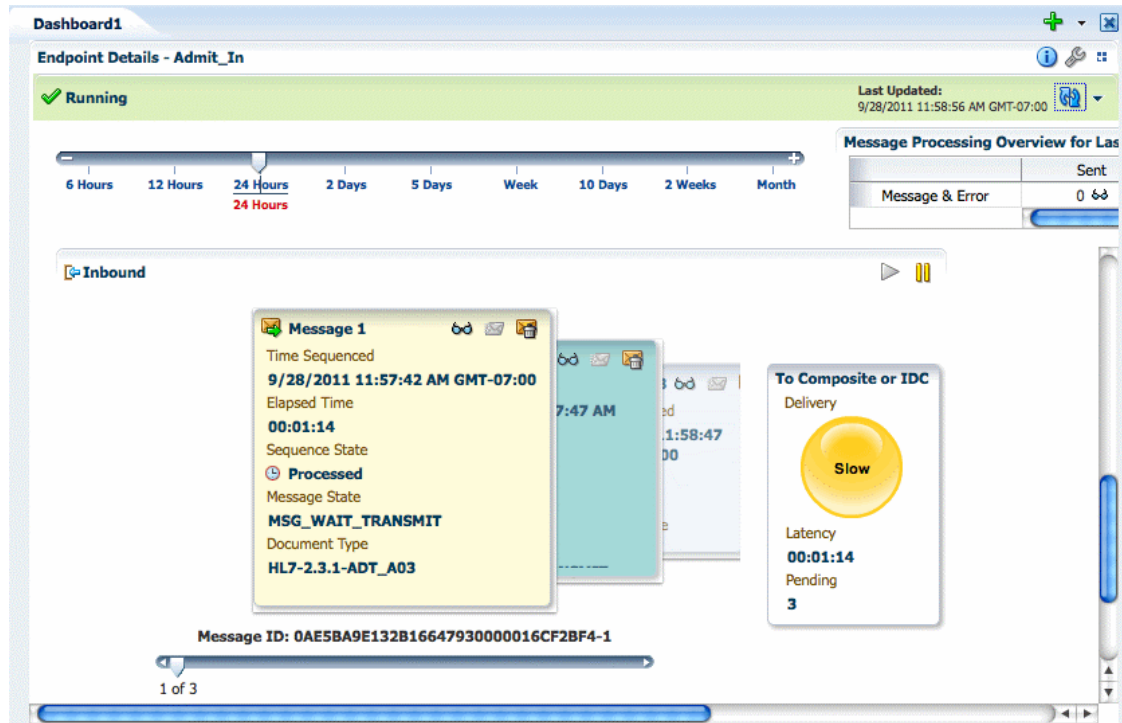 Dashboard1
Endpoint Details - Admit_In
Running
Last Updated:
9/28/2011 11:58:56 AM GMT-07:00
Message Processing Overview for Las
6 Hours 12 Hours 24 Hours 2 Days 5 Days Week 10 Days 2 Weeks Month
24 Hours
Sent
Message & Error 0
Inbound
Message 1
Time Sequenced
9/28/2011 11:57:42 AM GMT-07:00
Elapsed Time
00:01:14
Sequence State
Processed
Message State
MSG_WAIT_TRANSMIT
Document Type
HL7-2.3.1-ADT_A03
7:47 AM
ed
1:58:47
00
e
To Composite or IDC
Delivery
Slow
Latency
00:01:14
Pending
3
Message ID: 0AE5BA9E132B16647930000016CF2BF4-1
1 of 3